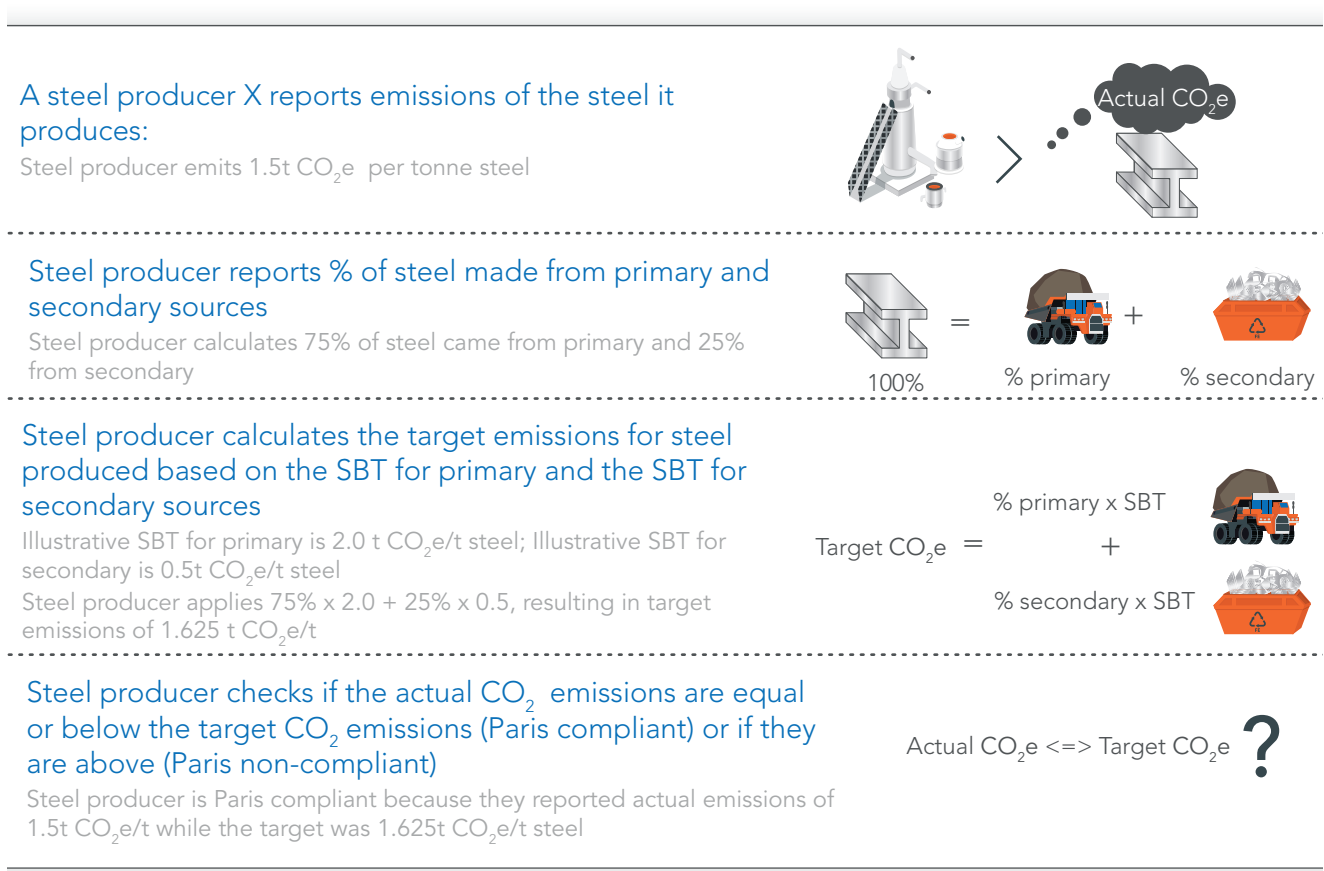 A steel producer X reports emissions of the steel it
produces:
Steel producer emits 1.5t CO₂e per tonne steel
Actual CO₂e
Steel producer reports % of steel made from primary and
secondary sources
Steel producer calculates 75% of steel came from primary and 25%
from secondary
=
+
100%
% primary
% secondary
Steel producer calculates the target emissions for steel
produced based on the SBT for primary and the SBT for
secondary sources
Illustrative SBT for primary is 2.0 t CO₂e/t steel; Illustrative SBT for
secondary is 0.5t CO₂e/t steel
Steel producer applies 75% x 2.0 + 25% x 0.5, resulting in target
emissions of 1.625 t CO₂e/t
% primary x SBT
Target CO₂e =
+
% secondary x SBT
Steel producer checks if the actual CO₂ emissions are equal
or below the target CO₂ emissions (Paris compliant) or if they
are above (Paris non-compliant)
Steel producer is Paris compliant because they reported actual emissions of
1.5t CO₂e/t while the target was 1.625t CO₂e/t steel
Actual CO₂e <=> Target CO₂e ?